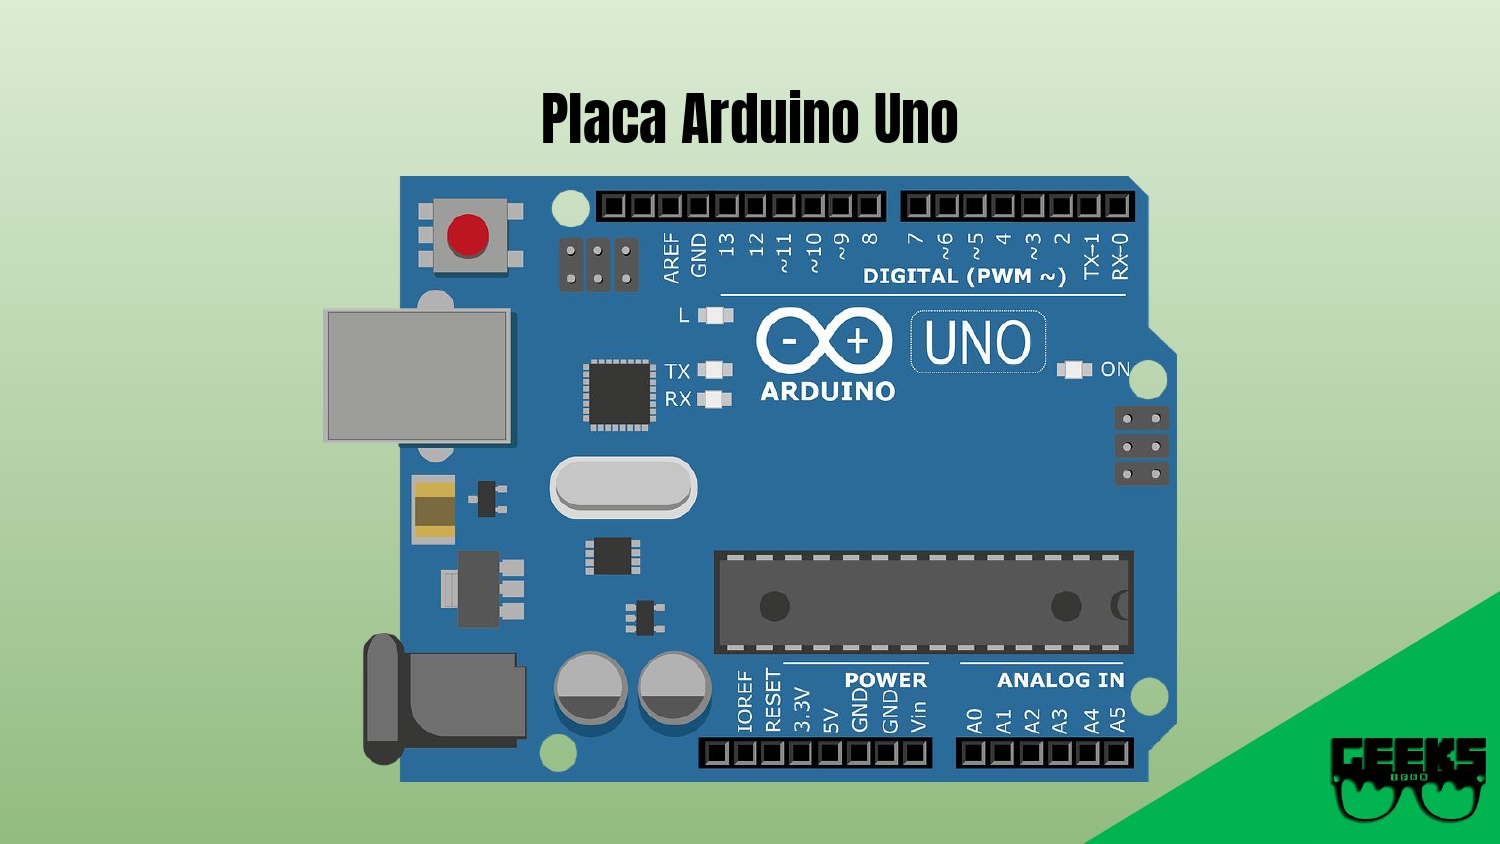 Placa Arduino Uno
AREF
GND
13
12
~11
~10
~9
8
7
~6
~5
4
~3
2
TX→1
RX←0
DIGITAL (PWM ~)
L
TX
RX
- +
ARDUINO
UNO
ON
POWER
ANALOG IN
IOREF
RESET
3.3V
5V
GND
GND
Vin
A0
A1
A2
A3
A4
A5
GEEKS